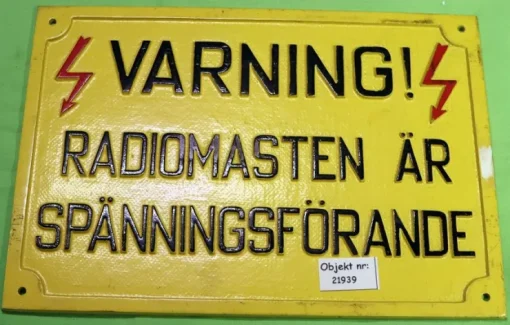 VARNING!
RADIOMASTEN ÄR
SPÄNNINGSFÖRANDE
Objekt nr:
21939